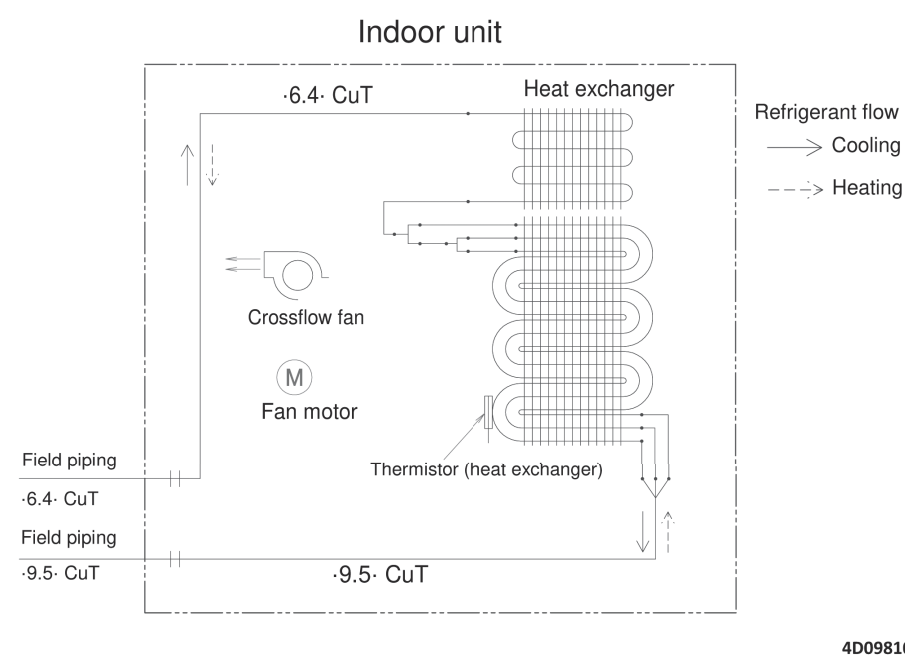 Indoor unit
·6.4· CuT
Heat exchanger
Refrigerant flow
Cooling
Heating
Crossflow fan
M
Fan motor
Thermistor (heat exchanger)
Field piping
·6.4· CuT
Field piping
·9.5· CuT
·9.5· CuT